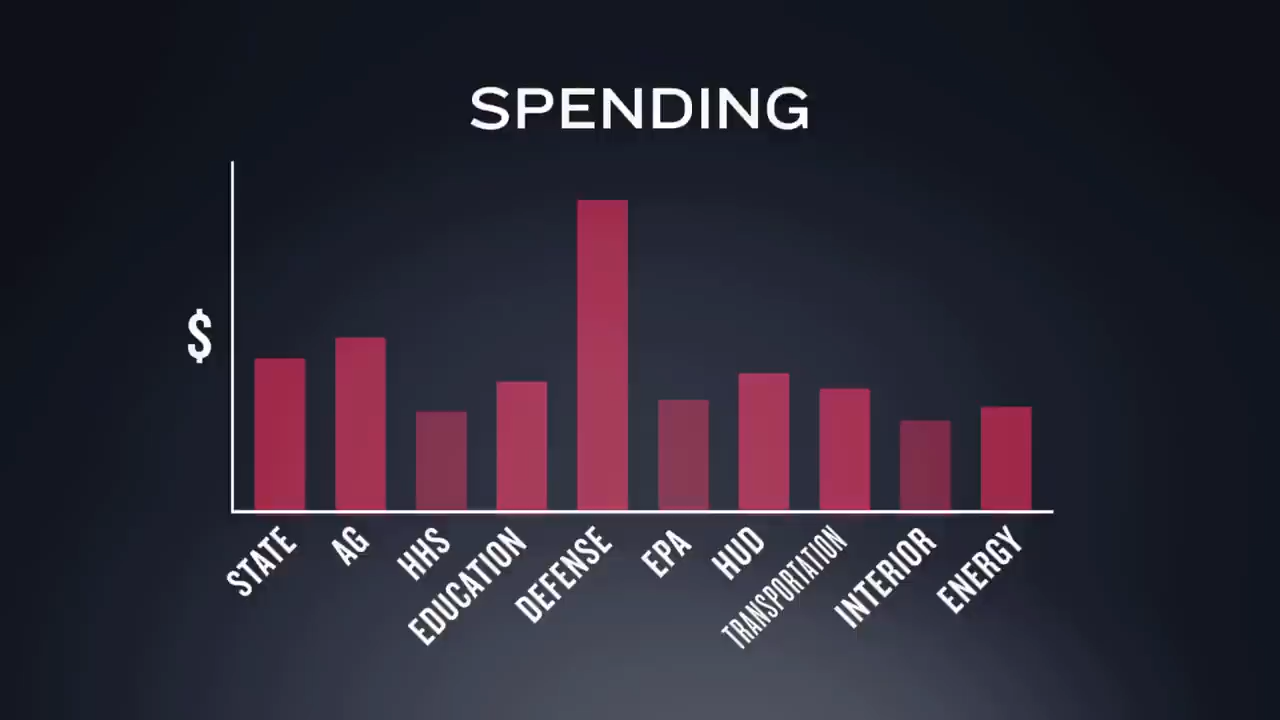 SPENDING
$
STATE
AG
HHS
EDUCATION
DEFENSE
EPA
HUD
TRANSPORTATION
INTERIOR
ENERGY